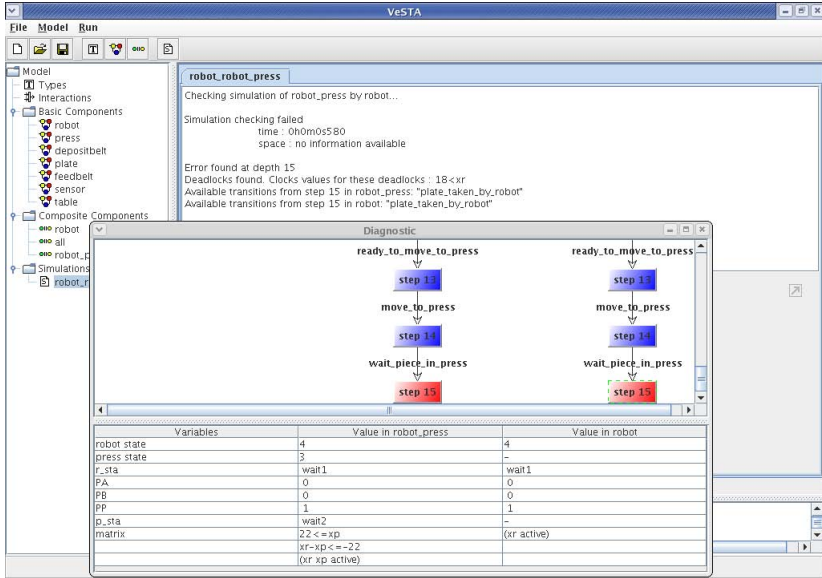 VeSTA
File Model Run
Model
Types
Interactions
Basic Components
robot
press
depositbelt
plate
feedbelt
sensor
table
Composite Components
robot
all
robot_p
Simulations
robot_r
robot_robot_press
Checking simulation of robot_press by robot...
Simulation checking failed
time : 0h0m0s580
space : no information available
Error found at depth 15
Deadlocks found. Clocks values for these deadlocks : 18<xr
Available transitions from step 15 in robot_press: "plate_taken_by_robot"
Available transitions from step 15 in robot: "plate_taken_by_robot"
Diagnostic
ready_to_move_to_press ready_to_move_to_press
step 13 step 13
move_to_press move_to_press
step 14 step 14
wait_piece_in_press wait_piece_in_press
step 15 step 15
Variables Value in robot_press Value in robot
robot state 4 4
press state 3 -
r_sta wait1 wait1
PA 0 0
PB 0 0
PP 1 1
p_sta wait2 -
matrix 22<=xp (xr active)
xr-xp<=-22
(xr xp active)